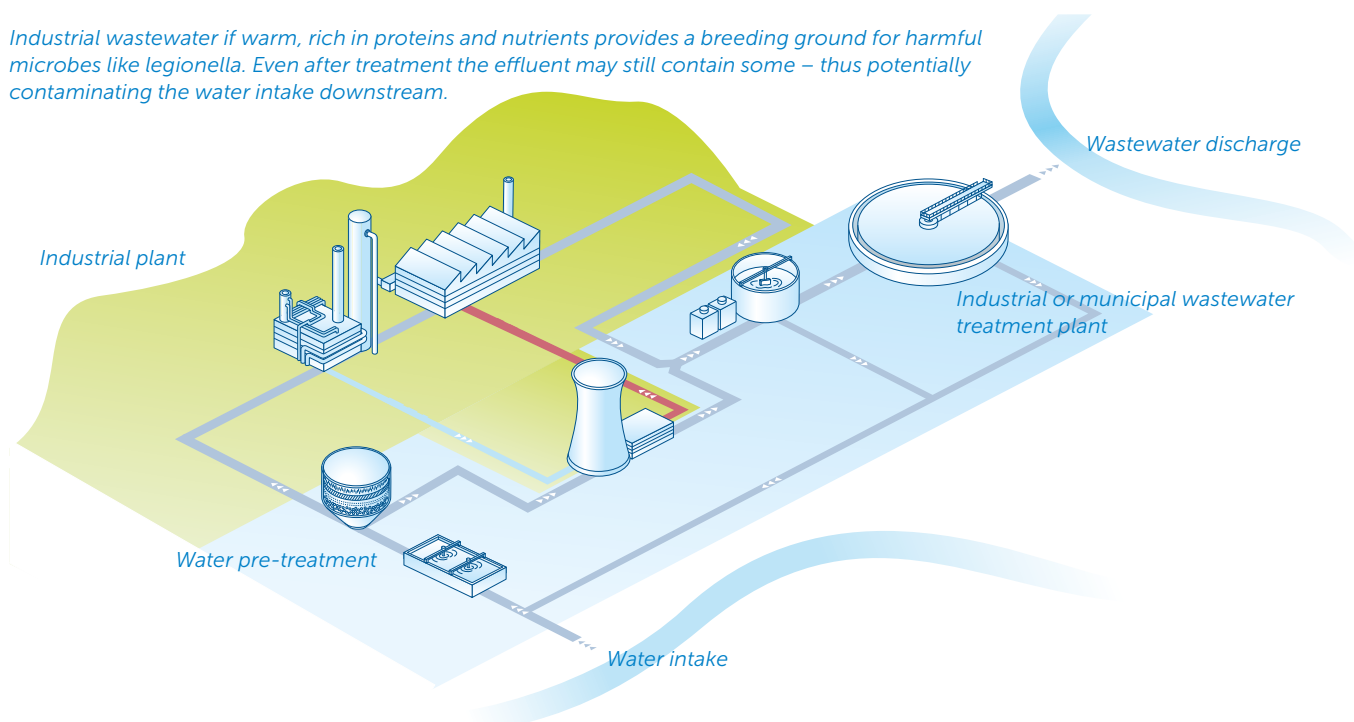 Industrial wastewater if warm, rich in proteins and nutrients provides a breeding ground for harmful
microbes like legionella. Even after treatment the effluent may still contain some – thus potentially
contaminating the water intake downstream.
Wastewater discharge
Industrial plant
Industrial or municipal wastewater
treatment plant
Water pre-treatment
Water intake